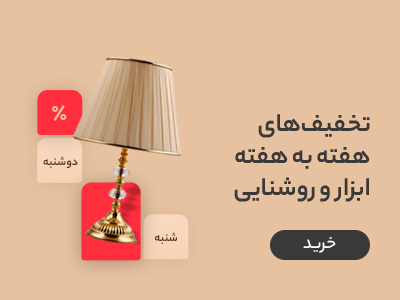 تخفیف‌های
هفته به هفته
ابزار و روشنایی
خرید
%
دوشنبه
شنبه